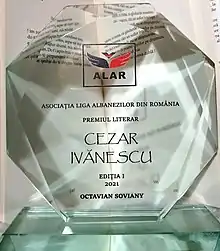 ALAR
ASOCIAȚIA LIGA ALBANEZILOR DIN ROMÂNIA
PREMIUL LITERAR
CEZAR
IVĂNESCU
EDIȚIA I
2021
OCTAVIAN SOVIANY